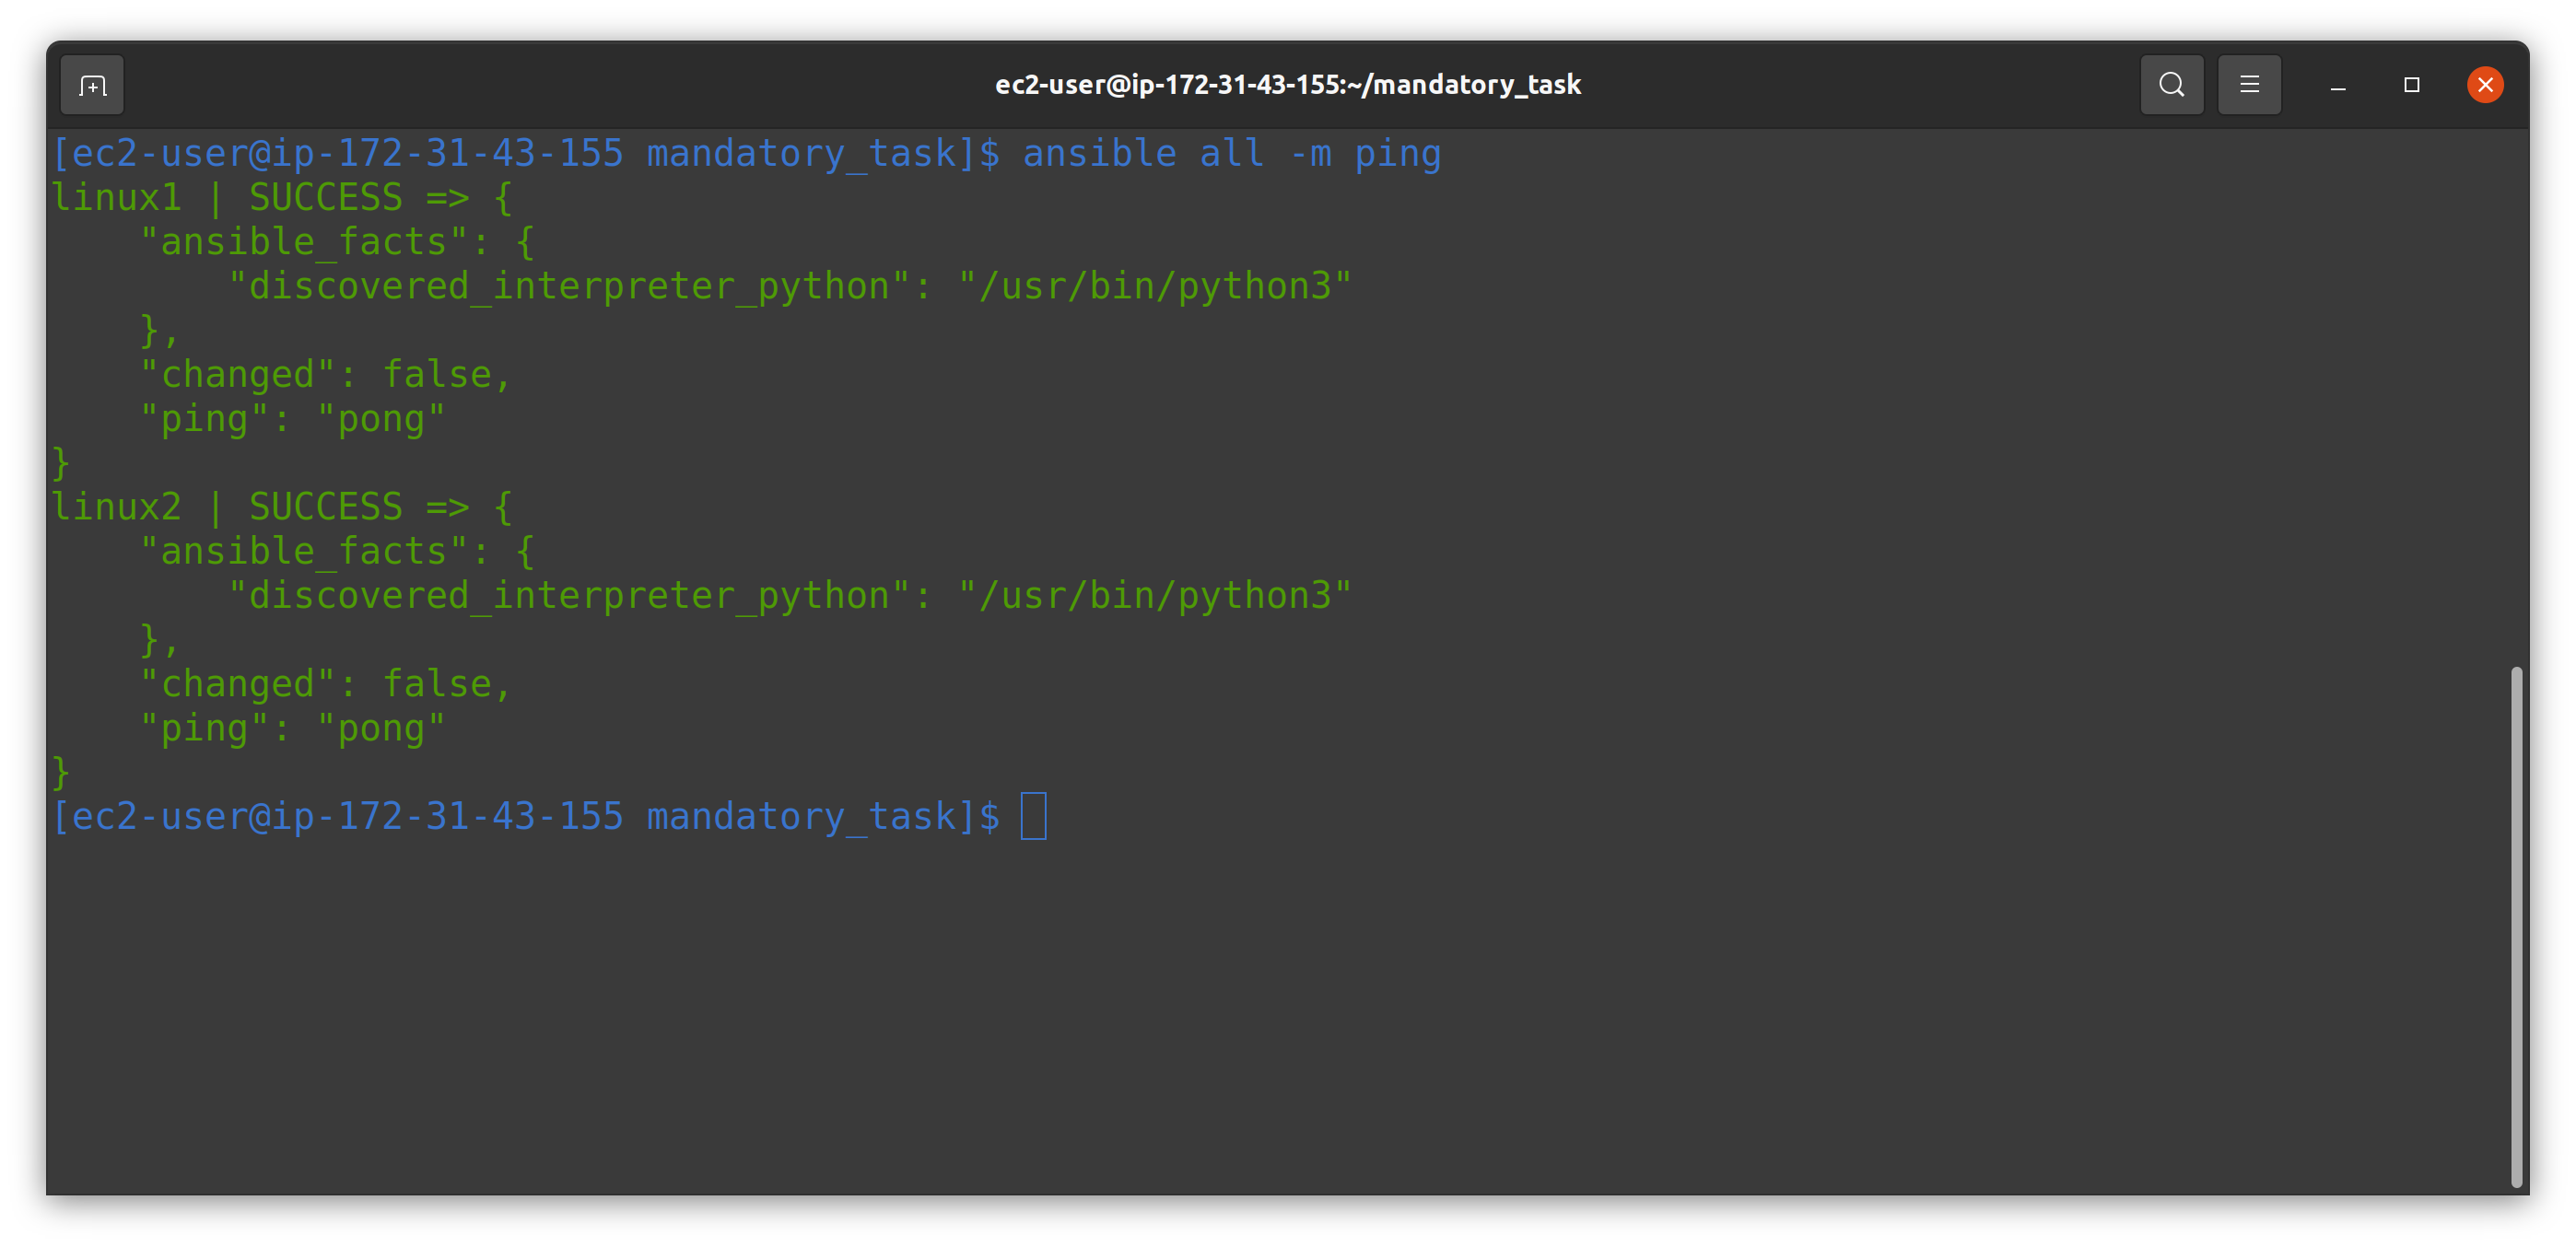 ec2-user@ip-172-31-43-155:~/mandatory_task
[ec2-user@ip-172-31-43-155 mandatory_task]$ ansible all -m ping
linux1 | SUCCESS => {
    "ansible_facts": {
        "discovered_interpreter_python": "/usr/bin/python3"
    },
    "changed": false,
    "ping": "pong"
}
linux2 | SUCCESS => {
    "ansible_facts": {
        "discovered_interpreter_python": "/usr/bin/python3"
    },
    "changed": false,
    "ping": "pong"
}
[ec2-user@ip-172-31-43-155 mandatory_task]$